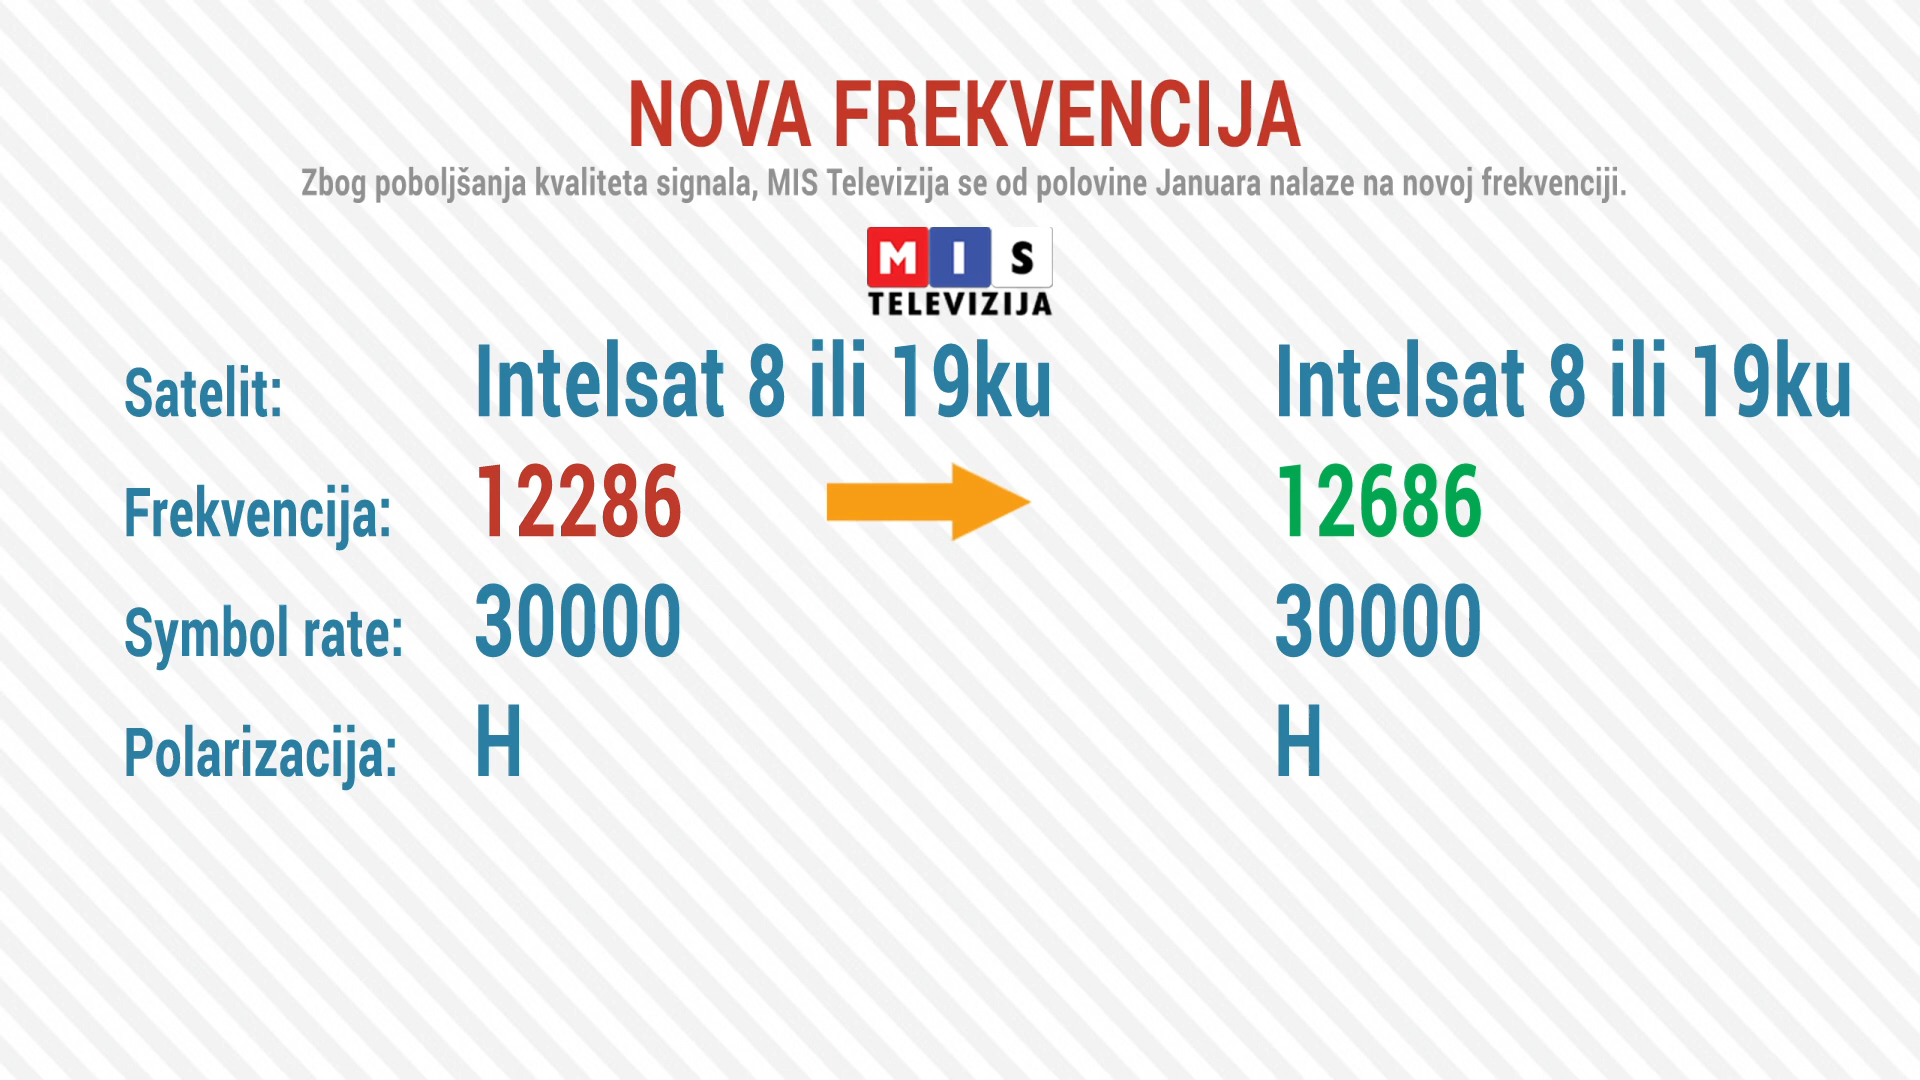 NOVA FREKVENCIJA
Zbog poboljšanja kvaliteta signala, MIS Televizija se od polovine Januara nalaze na novoj frekvenciji.
MIS
TELEVIZIJA
Satelit: Intelsat 8 ili 19ku Intelsat 8 ili 19ku
Frekvencija: 12286 12686
Symbol rate: 30000 30000
Polarizacija: H H